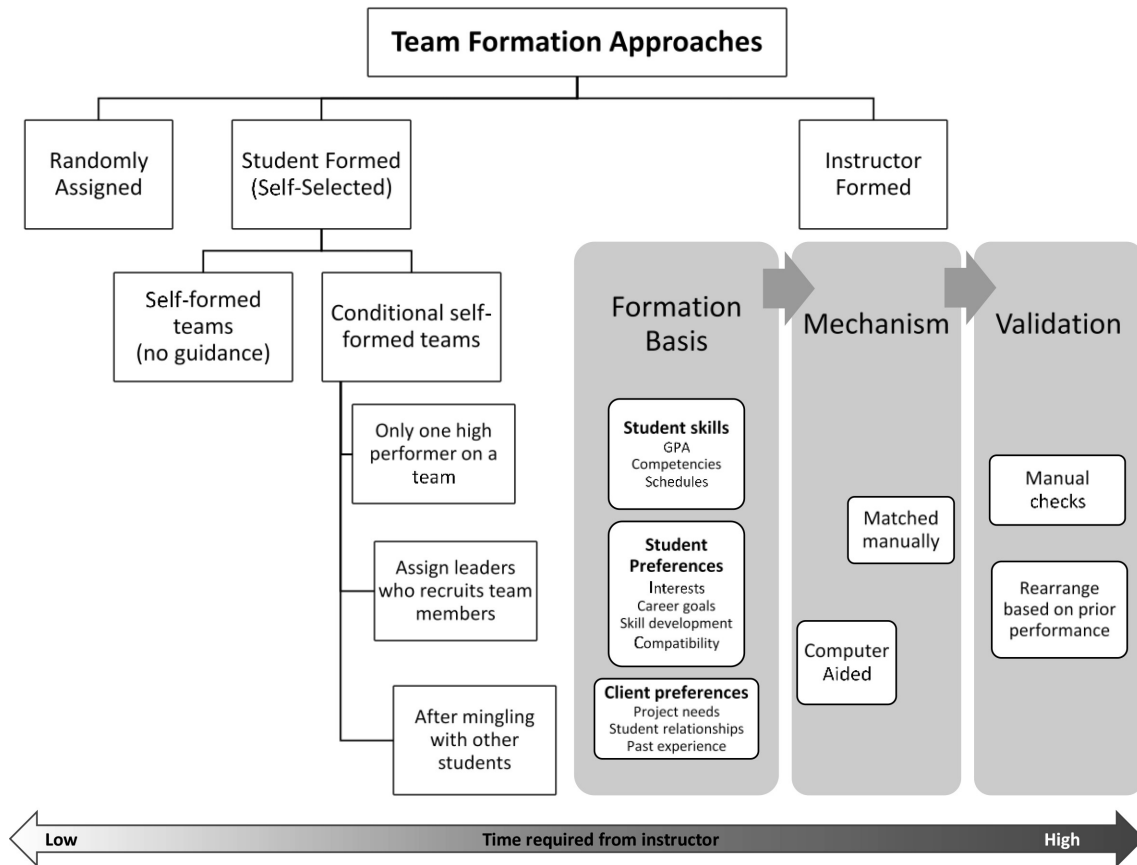 Team Formation Approaches
Randomly
Assigned
Student Formed
(Self-Selected)
Instructor
Formed
Self-formed
teams
(no guidance)
Conditional self-
formed teams
Only one high
performer on a
team
Assign leaders
who recruits team
members
After mingling
with other
students
Formation
Basis
Student skills
GPA
Competencies
Schedules
Student
Preferences
Interests
Career goals
Skill development
Compatibility
Client preferences
Project needs
Student relationships
Past experience
Mechanism
Matched
manually
Computer
Aided
Validation
Manual
checks
Rearrange
based on prior
performance
Low
Time required from instructor
High